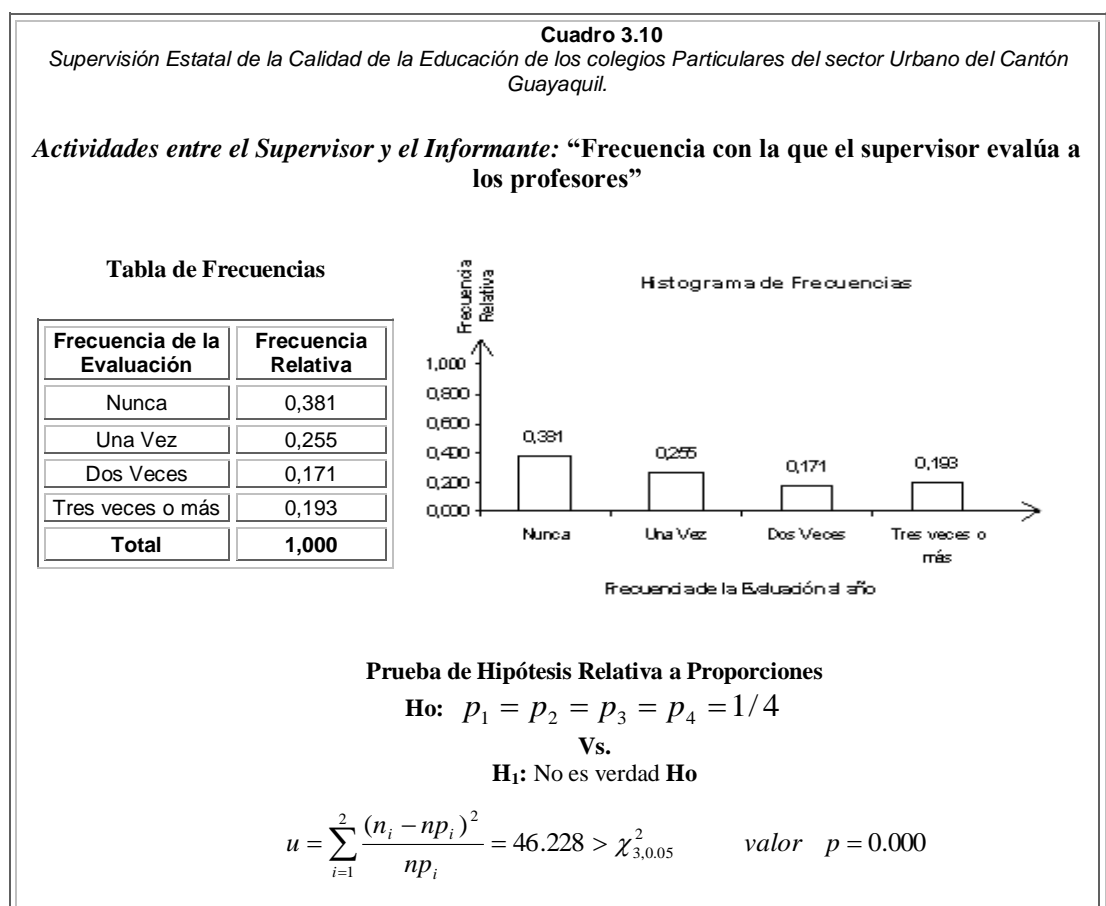 Cuadro 3.10
Supervisión Estatal de la Calidad de la Educación de los colegios Particulares del sector Urbano del Cantón
Guayaquil.
Actividades entre el Supervisor y el Informante: “Frecuencia con la que el supervisor evalúa a
los profesores”
Tabla de Frecuencias
Frecuencia de la Evaluación | Frecuencia Relativa
Nunca | 0,381
Una Vez | 0,255
Dos Veces | 0,171
Tres veces o más | 0,193
Total | 1,000
Histograma de Frecuencias
Frecuencia
Relativa
1,000
0,800
0,600
0,400
0,200
0,000
0,381
0,255
0,171
0,193
Nunca
Una Vez
Dos Veces
Tres veces o
más
Frecuencia de la Evaluación al año
Prueba de Hipótesis Relativa a Proporciones
Ho: p₁ = p₂ = p₃ = p₄ = 1/4
Vs.
H₁: No es verdad Ho
u = ∑_{i=1}^{2} (n_i − np_i)² / np_i = 46.228 > χ²_{3,0.05} valor p = 0.000